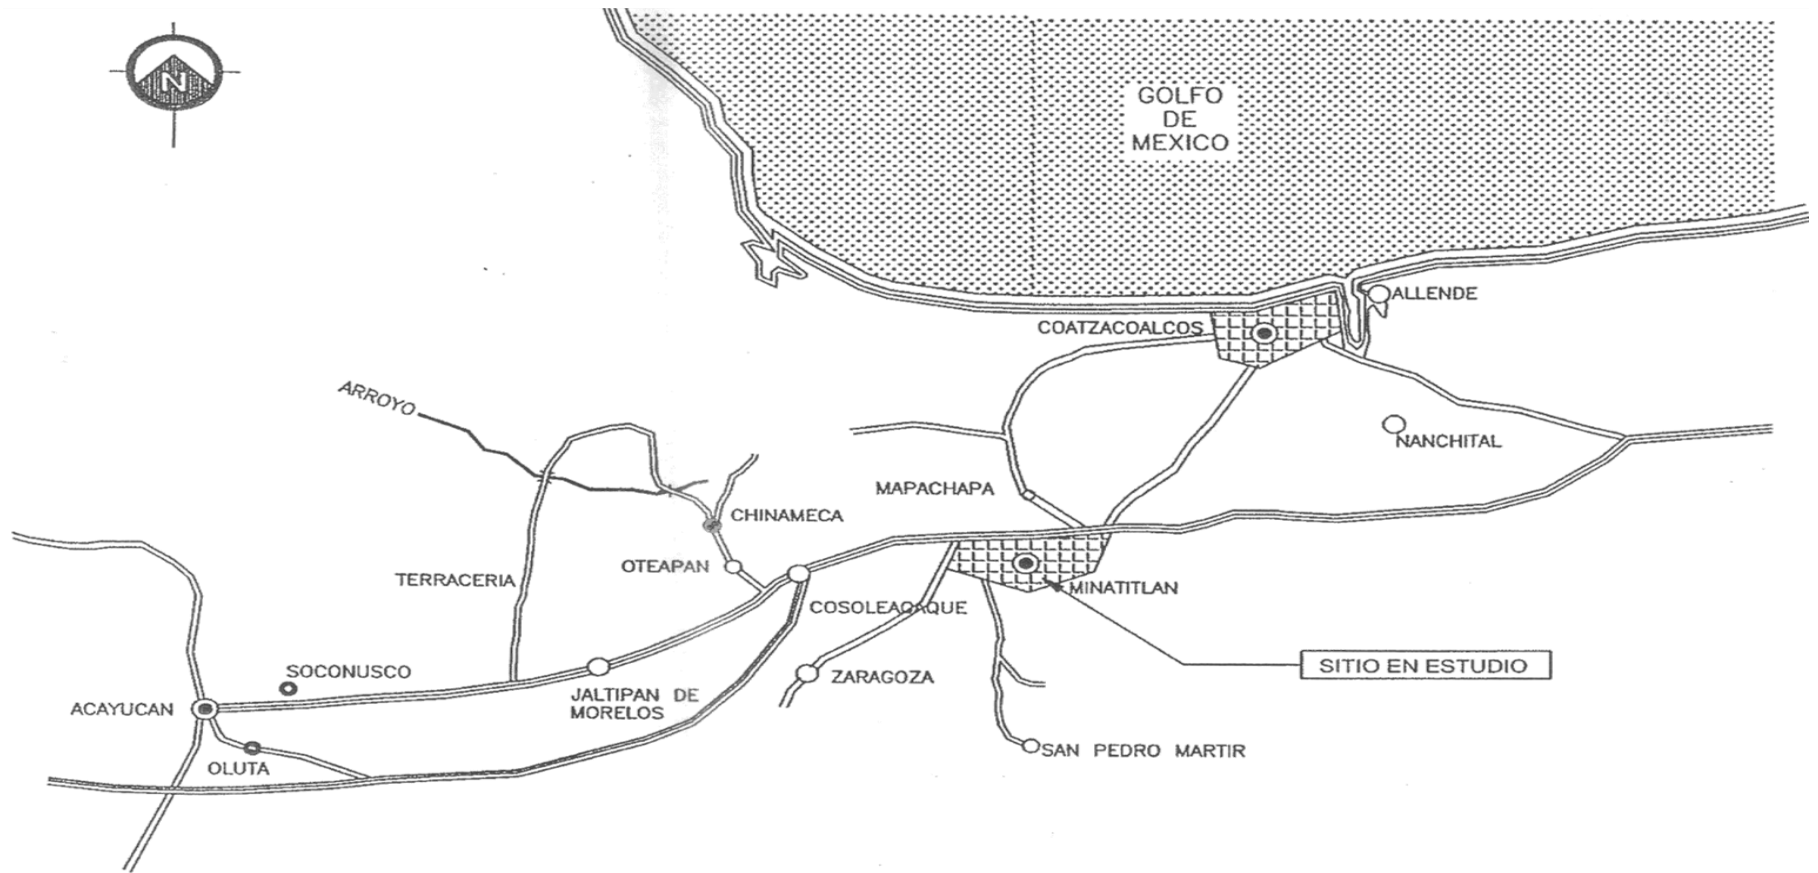 N
GOLFO
DE
MEXICO
ALLENDE
COATZACOALCOS
ARROYO
NANCHITAL
MAPACHAPA
CHINAMECA
OTEAPAN
TERRACERIA
MINATITLAN
COSOLEAQAQUE
SOCONUSCO
SITIO EN ESTUDIO
ZARAGOZA
JALTIPAN DE
MORELOS
ACAYUCAN
SAN PEDRO MARTIR
OLUTA